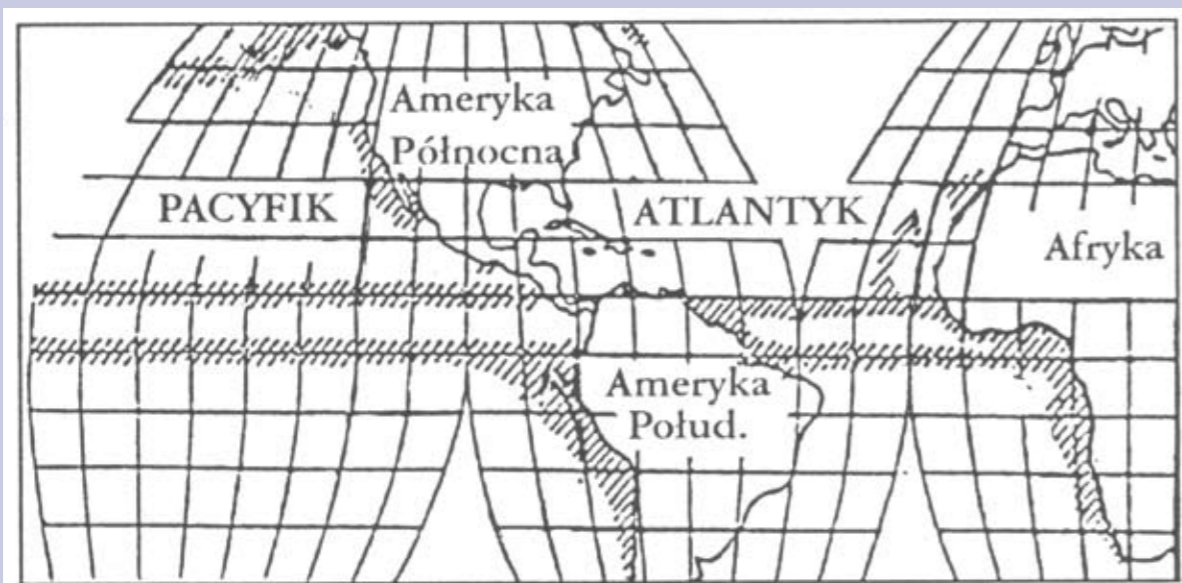 Ameryka
Północna
PACYFIK
ATLANTYK
Afryka
Ameryka
Połud.